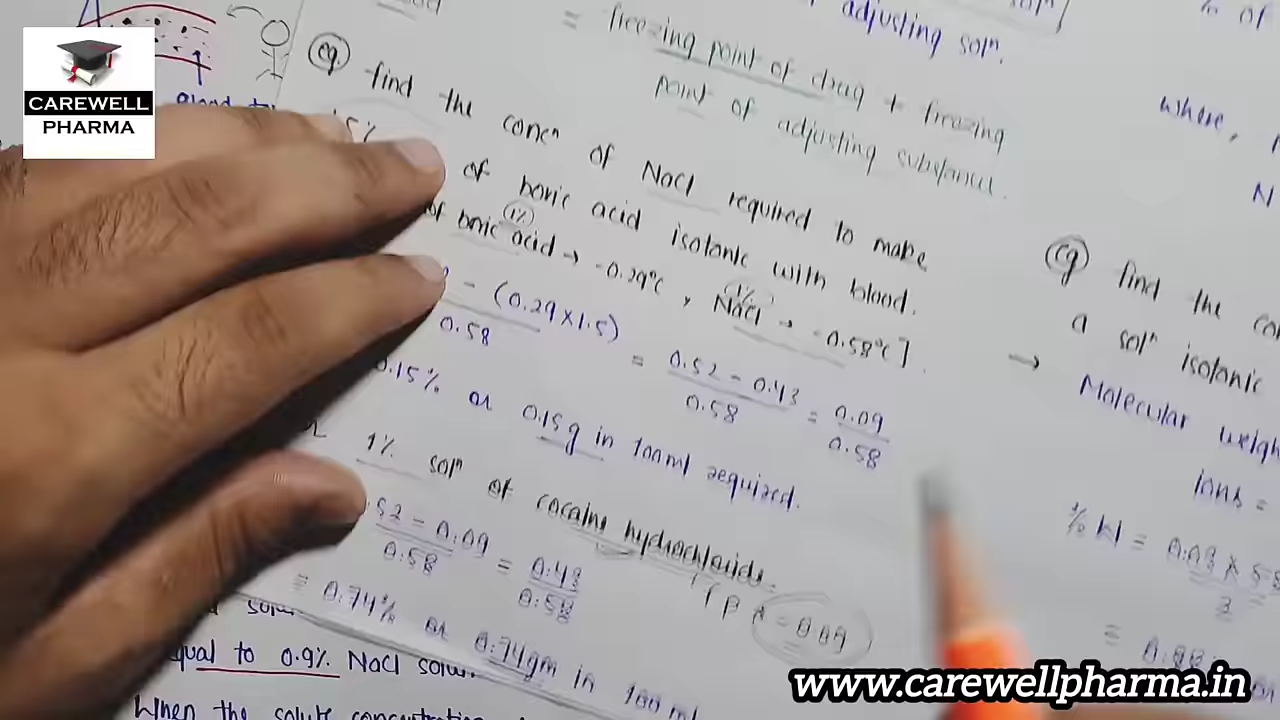 CAREWELL
PHARMA
adjusting solⁿ.
= freezing point of drug + freezing
point of adjusting substance.
eg find the concⁿ of NaCl required to make
1.5%
of boric acid isotonic with blood.
of boric acid → -0.29°C, NaCl → -0.58°C].
(1%)
(1%)
- (0.29×1.5)
0.58
= 0.52 - 0.43
0.58
= 0.09
0.58
0.15% or 0.15g in 100ml required.
1% solⁿ of cocaine hydrochloride.
52 - 0.09
0.58
= 0.43
0.58
= 0.09
= 0.74% or 0.74gm in 100 ml
equal to 0.9% NaCl
When the solute
% of
where,
N
eg find the
a solⁿ isotonic
→ Molecular
ions =
% W = 0.03 ×
3
www.carewellpharma.in